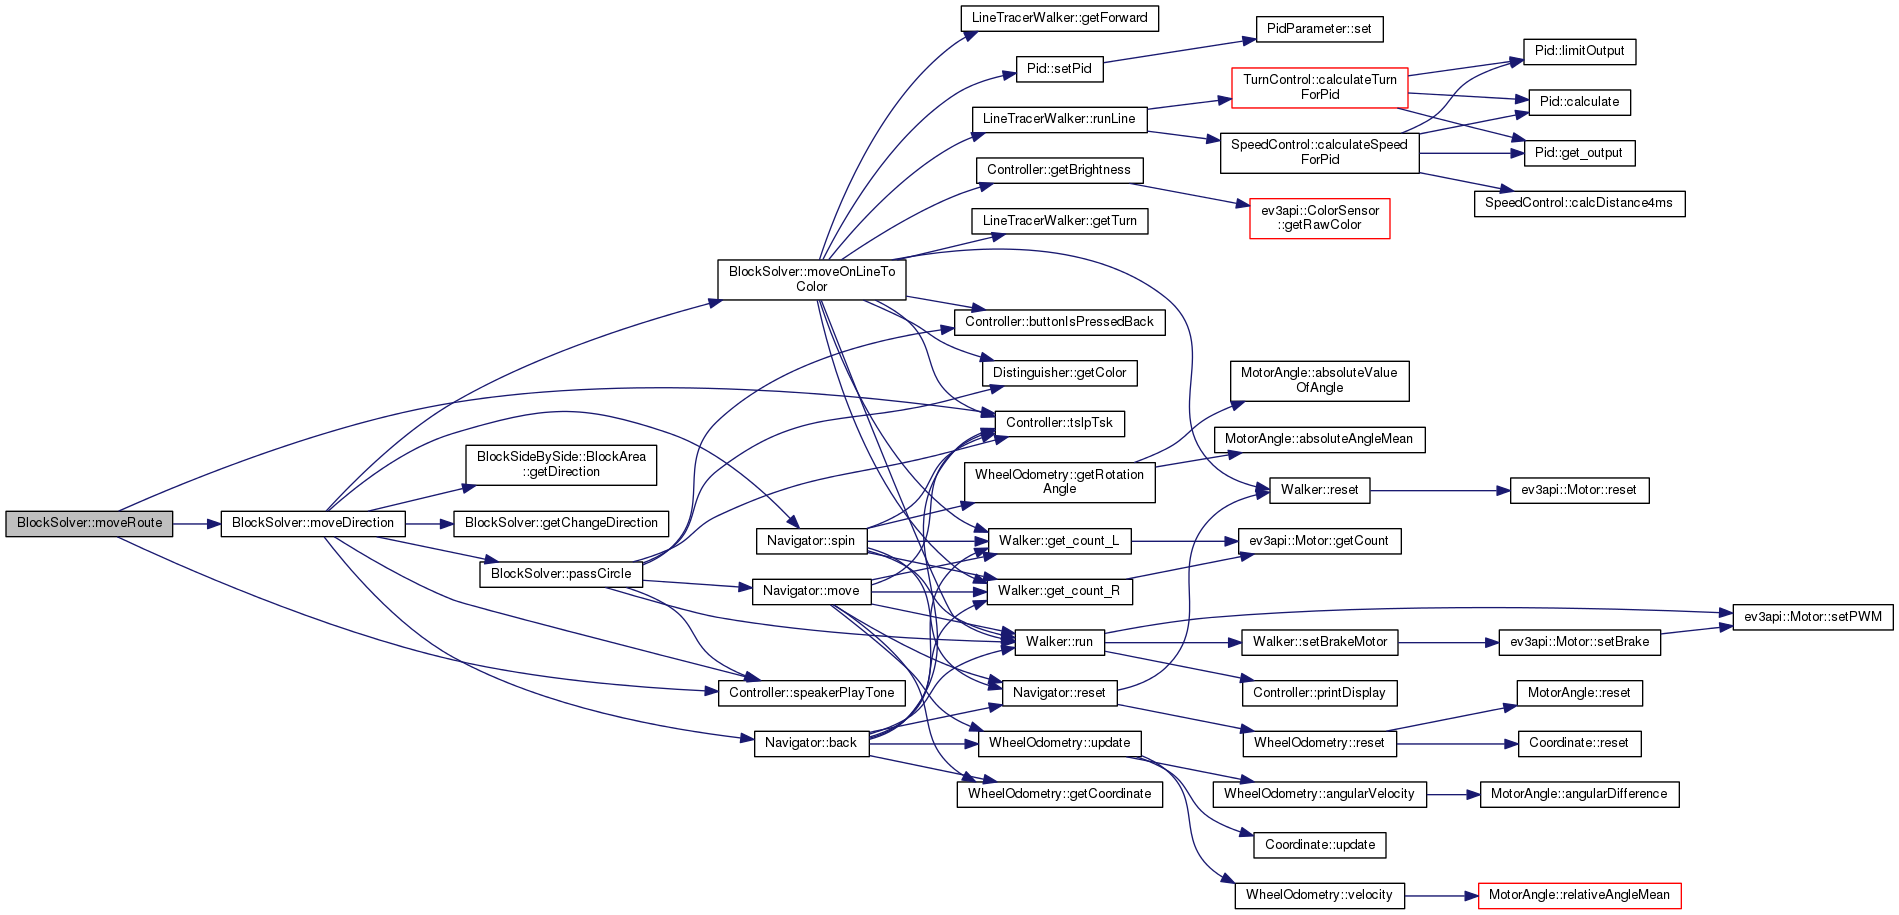 BlockSolver::moveRoute
BlockSolver::moveDirection
BlockSolver::moveOnLineTo
Color
BlockSideBySide::BlockArea
::getDirection
BlockSolver::getChangeDirection
BlockSolver::passCircle
Navigator::spin
Navigator::move
Controller::speakerPlayTone
Navigator::back
LineTracerWalker::getForward
Pid::setPid
LineTracerWalker::runLine
Controller::getBrightness
LineTracerWalker::getTurn
Controller::buttonIsPressedBack
Distinguisher::getColor
Controller::tslpTsk
WheelOdometry::getRotation
Angle
Walker::get_count_L
Walker::get_count_R
Walker::run
Navigator::reset
WheelOdometry::update
WheelOdometry::getCoordinate
PidParameter::set
TurnControl::calculateTurn
ForPid
SpeedControl::calculateSpeed
ForPid
ev3api::ColorSensor
::getRawColor
MotorAngle::absoluteValue
OfAngle
MotorAngle::absoluteAngleMean
Walker::reset
ev3api::Motor::getCount
Walker::setBrakeMotor
Controller::printDisplay
WheelOdometry::reset
WheelOdometry::angularVelocity
Coordinate::update
WheelOdometry::velocity
Pid::limitOutput
Pid::calculate
Pid::get_output
SpeedControl::calcDistance4ms
ev3api::Motor::reset
ev3api::Motor::setBrake
MotorAngle::reset
Coordinate::reset
MotorAngle::angularDifference
MotorAngle::relativeAngleMean
ev3api::Motor::setPWM